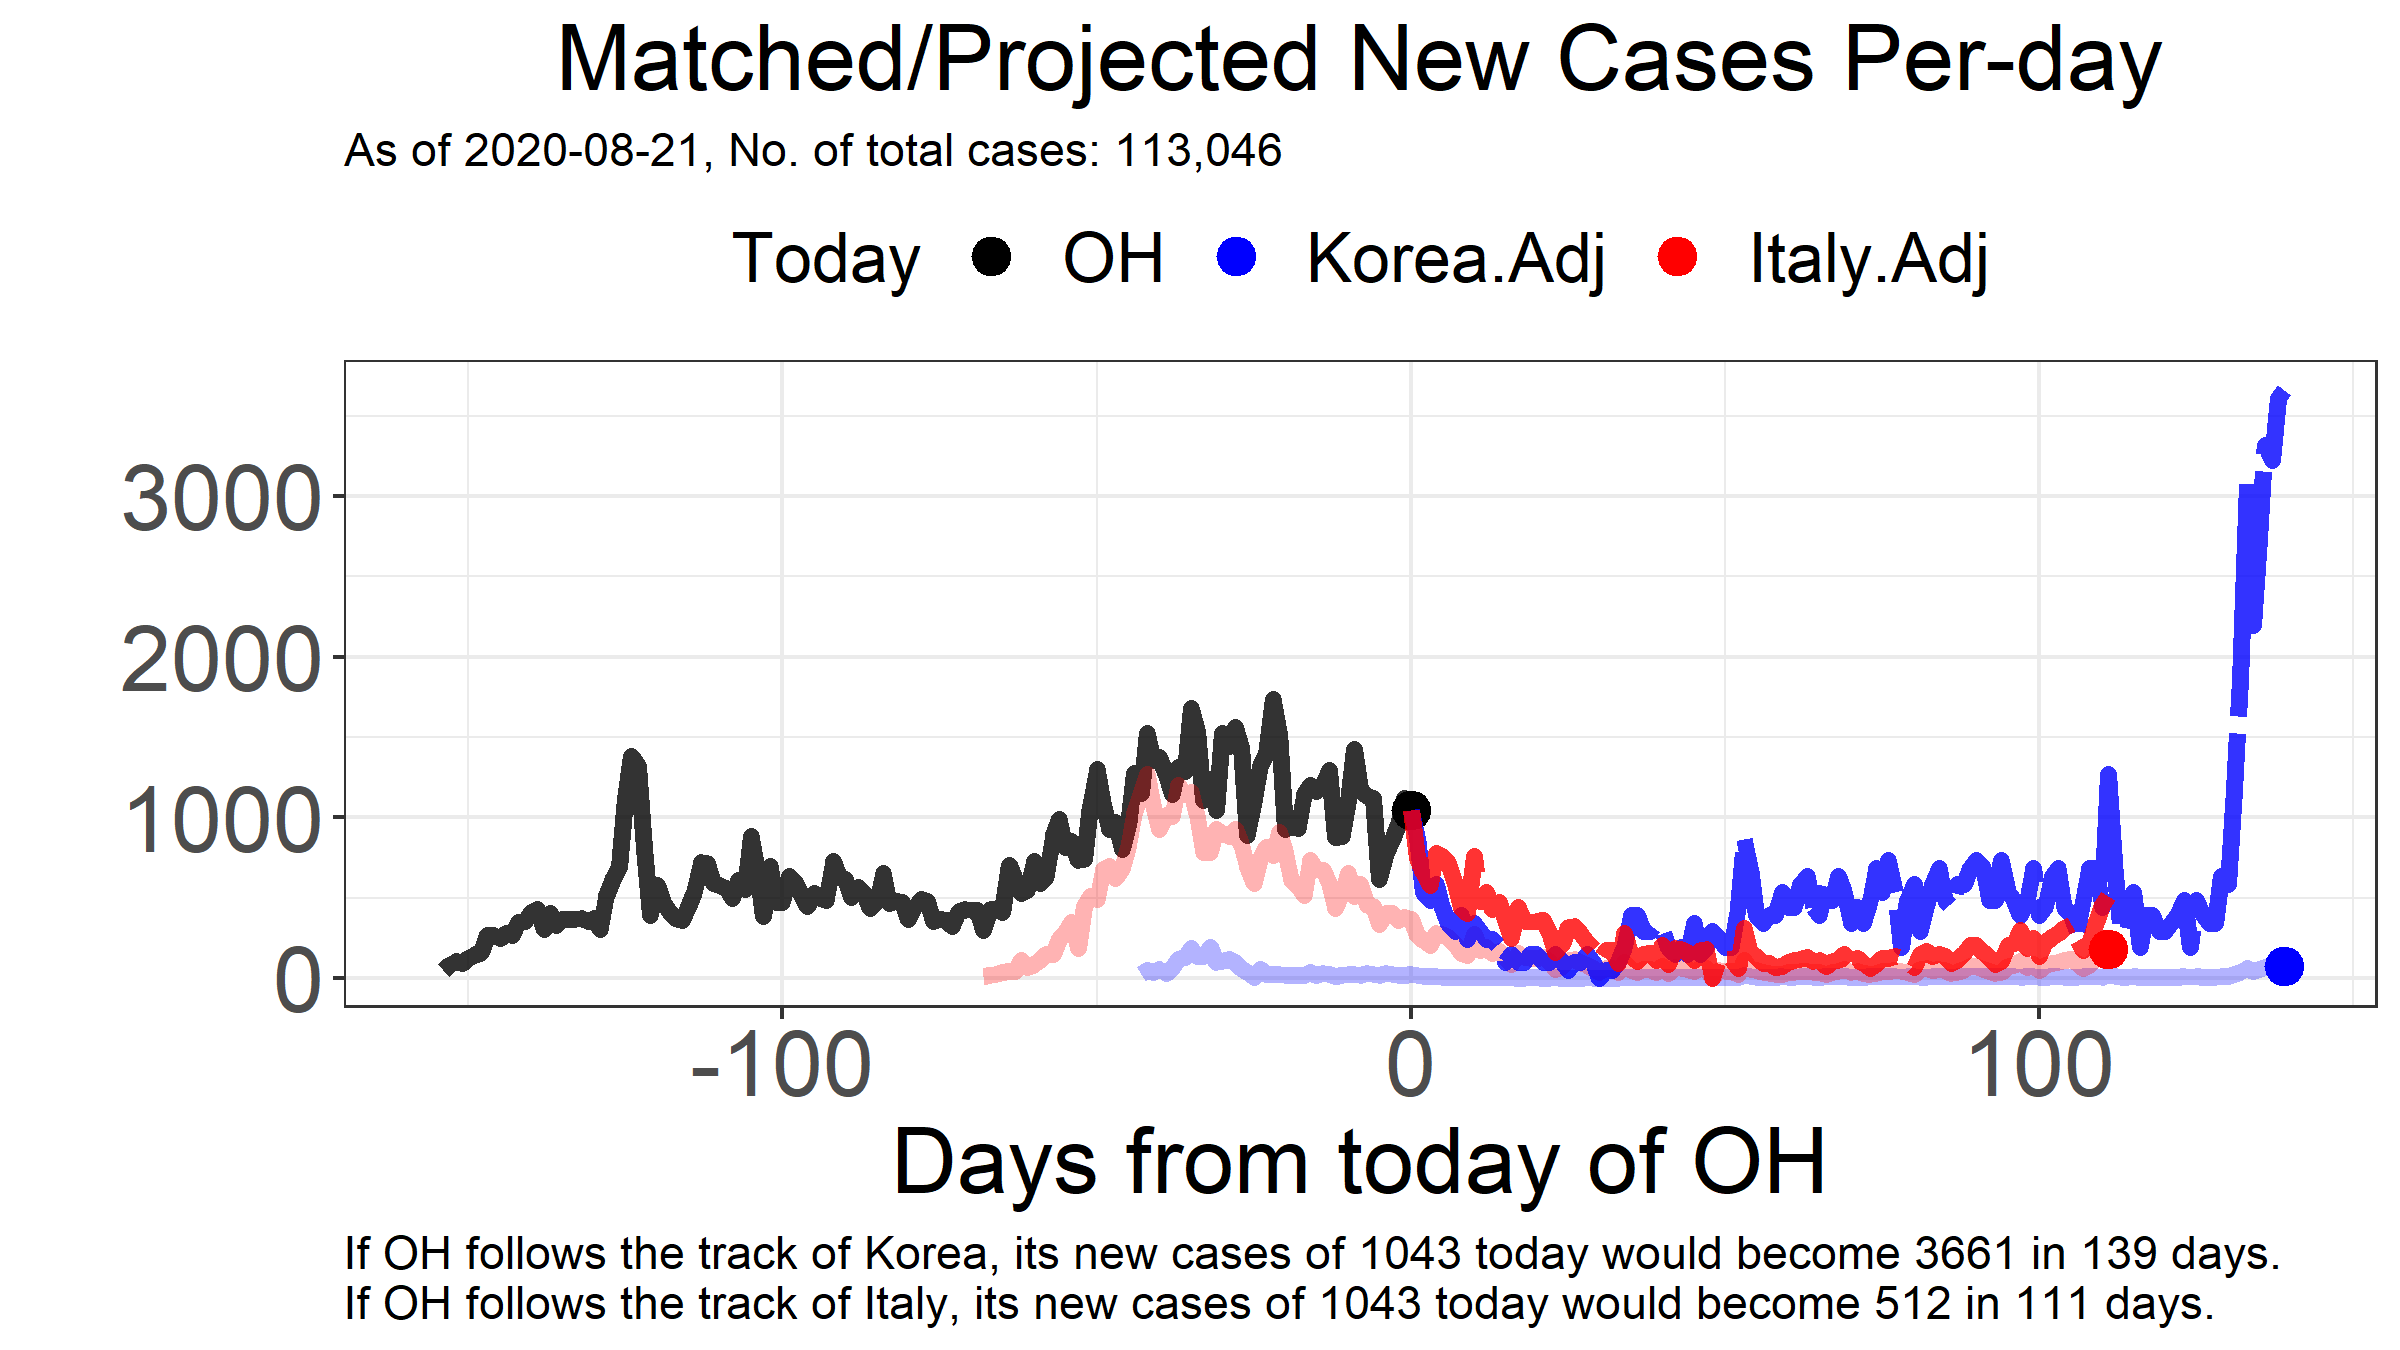 Matched/Projected New Cases Per-day
As of 2020-08-21, No. of total cases: 113,046
Today OH Korea.Adj Italy.Adj
3000
2000
1000
0
-100 0 100
Days from today of OH
If OH follows the track of Korea, its new cases of 1043 today would become 3661 in 139 days.
If OH follows the track of Italy, its new cases of 1043 today would become 512 in 111 days.